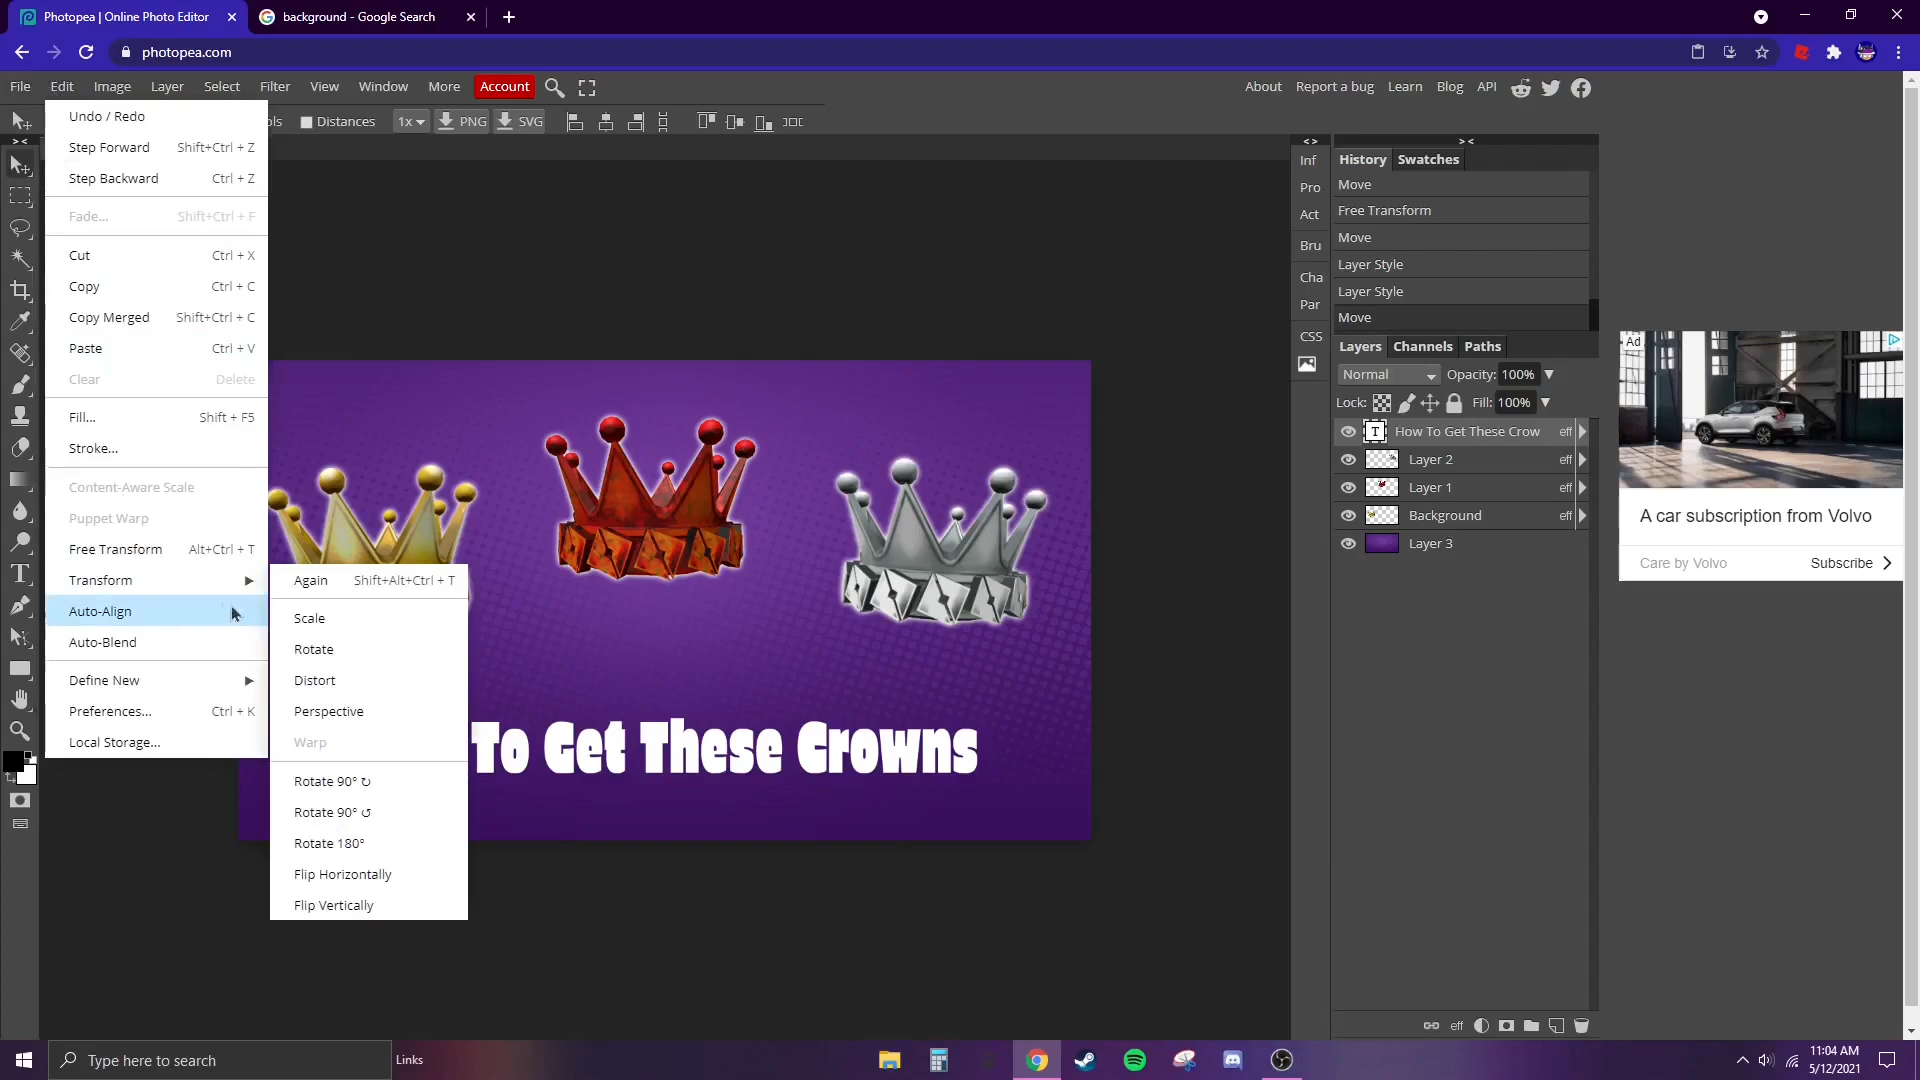 Photopea | Online Photo Editor
background - Google Search
photopea.com
File Edit Image Layer Select Filter View Window More Account
About Report a bug Learn Blog API
Distances 1x PNG SVG
Undo / Redo
Step Forward Shift+Ctrl + Z
Step Backward Ctrl + Z
Fade... Shift+Ctrl + F
Cut Ctrl + X
Copy Ctrl + C
Copy Merged Shift+Ctrl + C
Paste Ctrl + V
Clear Delete
Fill... Shift + F5
Stroke...
Content-Aware Scale
Puppet Warp
Free Transform Alt+Ctrl + T
Transform
Auto-Align
Auto-Blend
Define New
Preferences... Ctrl + K
Local Storage...
Again Shift+Alt+Ctrl + T
Scale
Rotate
Distort
Perspective
Warp
Rotate 90° ↻
Rotate 90° ↺
Rotate 180°
Flip Horizontally
Flip Vertically
To Get These Crowns
Inf
Pro
Act
Bru
Cha
Par
CSS
History Swatches
Move
Free Transform
Move
Layer Style
Layer Style
Move
Layers Channels Paths
Normal Opacity: 100%
Lock: Fill: 100%
T How To Get These Crow eff
Layer 2 eff
Layer 1 eff
Background eff
Layer 3
eff
Ad
A car subscription from Volvo
Care by Volvo Subscribe
Type here to search
Links
11:04 AM
5/12/2021